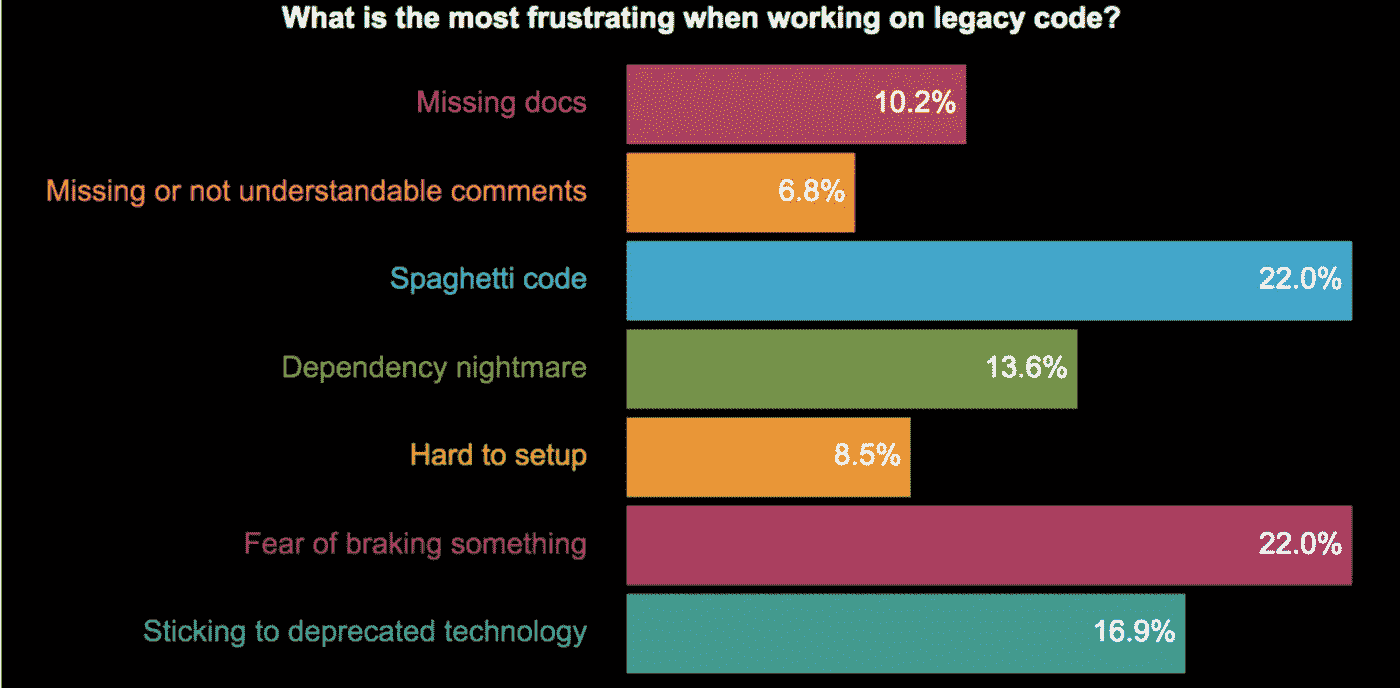 What is the most frustrating when working on legacy code?
Missing docs 10.2%
Missing or not understandable comments 6.8%
Spaghetti code 22.0%
Dependency nightmare 13.6%
Hard to setup 8.5%
Fear of braking something 22.0%
Sticking to deprecated technology 16.9%